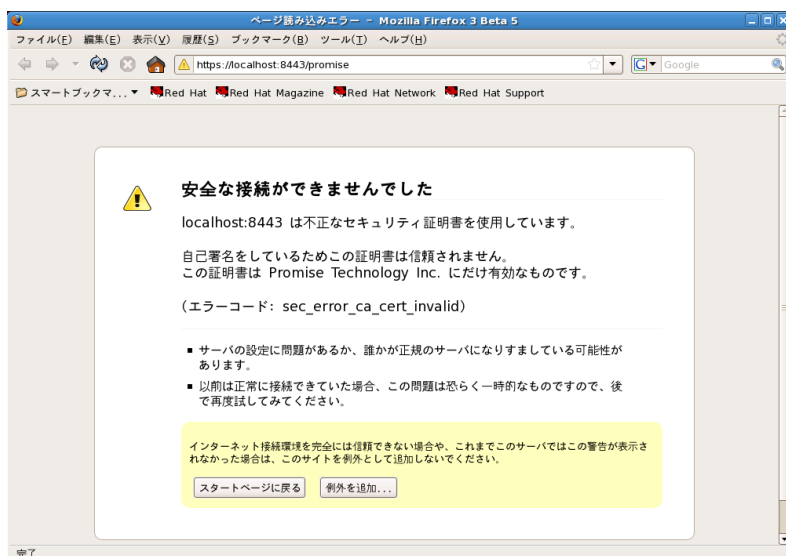 ページ読み込みエラー - Mozilla Firefox 3 Beta 5
ファイル(F) 編集(E) 表示(V) 履歴(S) ブックマーク(B) ツール(T) ヘルプ(H)
https://localhost:8443/promise
G Google
スマートブックマ... Red Hat Red Hat Magazine Red Hat Network Red Hat Support
安全な接続ができませんでした
localhost:8443 は不正なセキュリティ証明書を使用しています。
自己署名をしているためこの証明書は信頼されません。
この証明書は Promise Technology Inc. にだけ有効なものです。
(エラーコード: sec_error_ca_cert_invalid)
■ サーバの設定に問題があるか、誰かが正規のサーバになりすましている可能性が
あります。
■ 以前は正常に接続できていた場合、この問題は恐らく一時的なものですので、後
で再度試してみてください。
インターネット接続環境を完全には信頼できない場合や、これまでこのサーバではこの警告が表示さ
れなかった場合は、このサイトを例外として追加しないでください。
スタートページに戻る 例外を追加...
完了